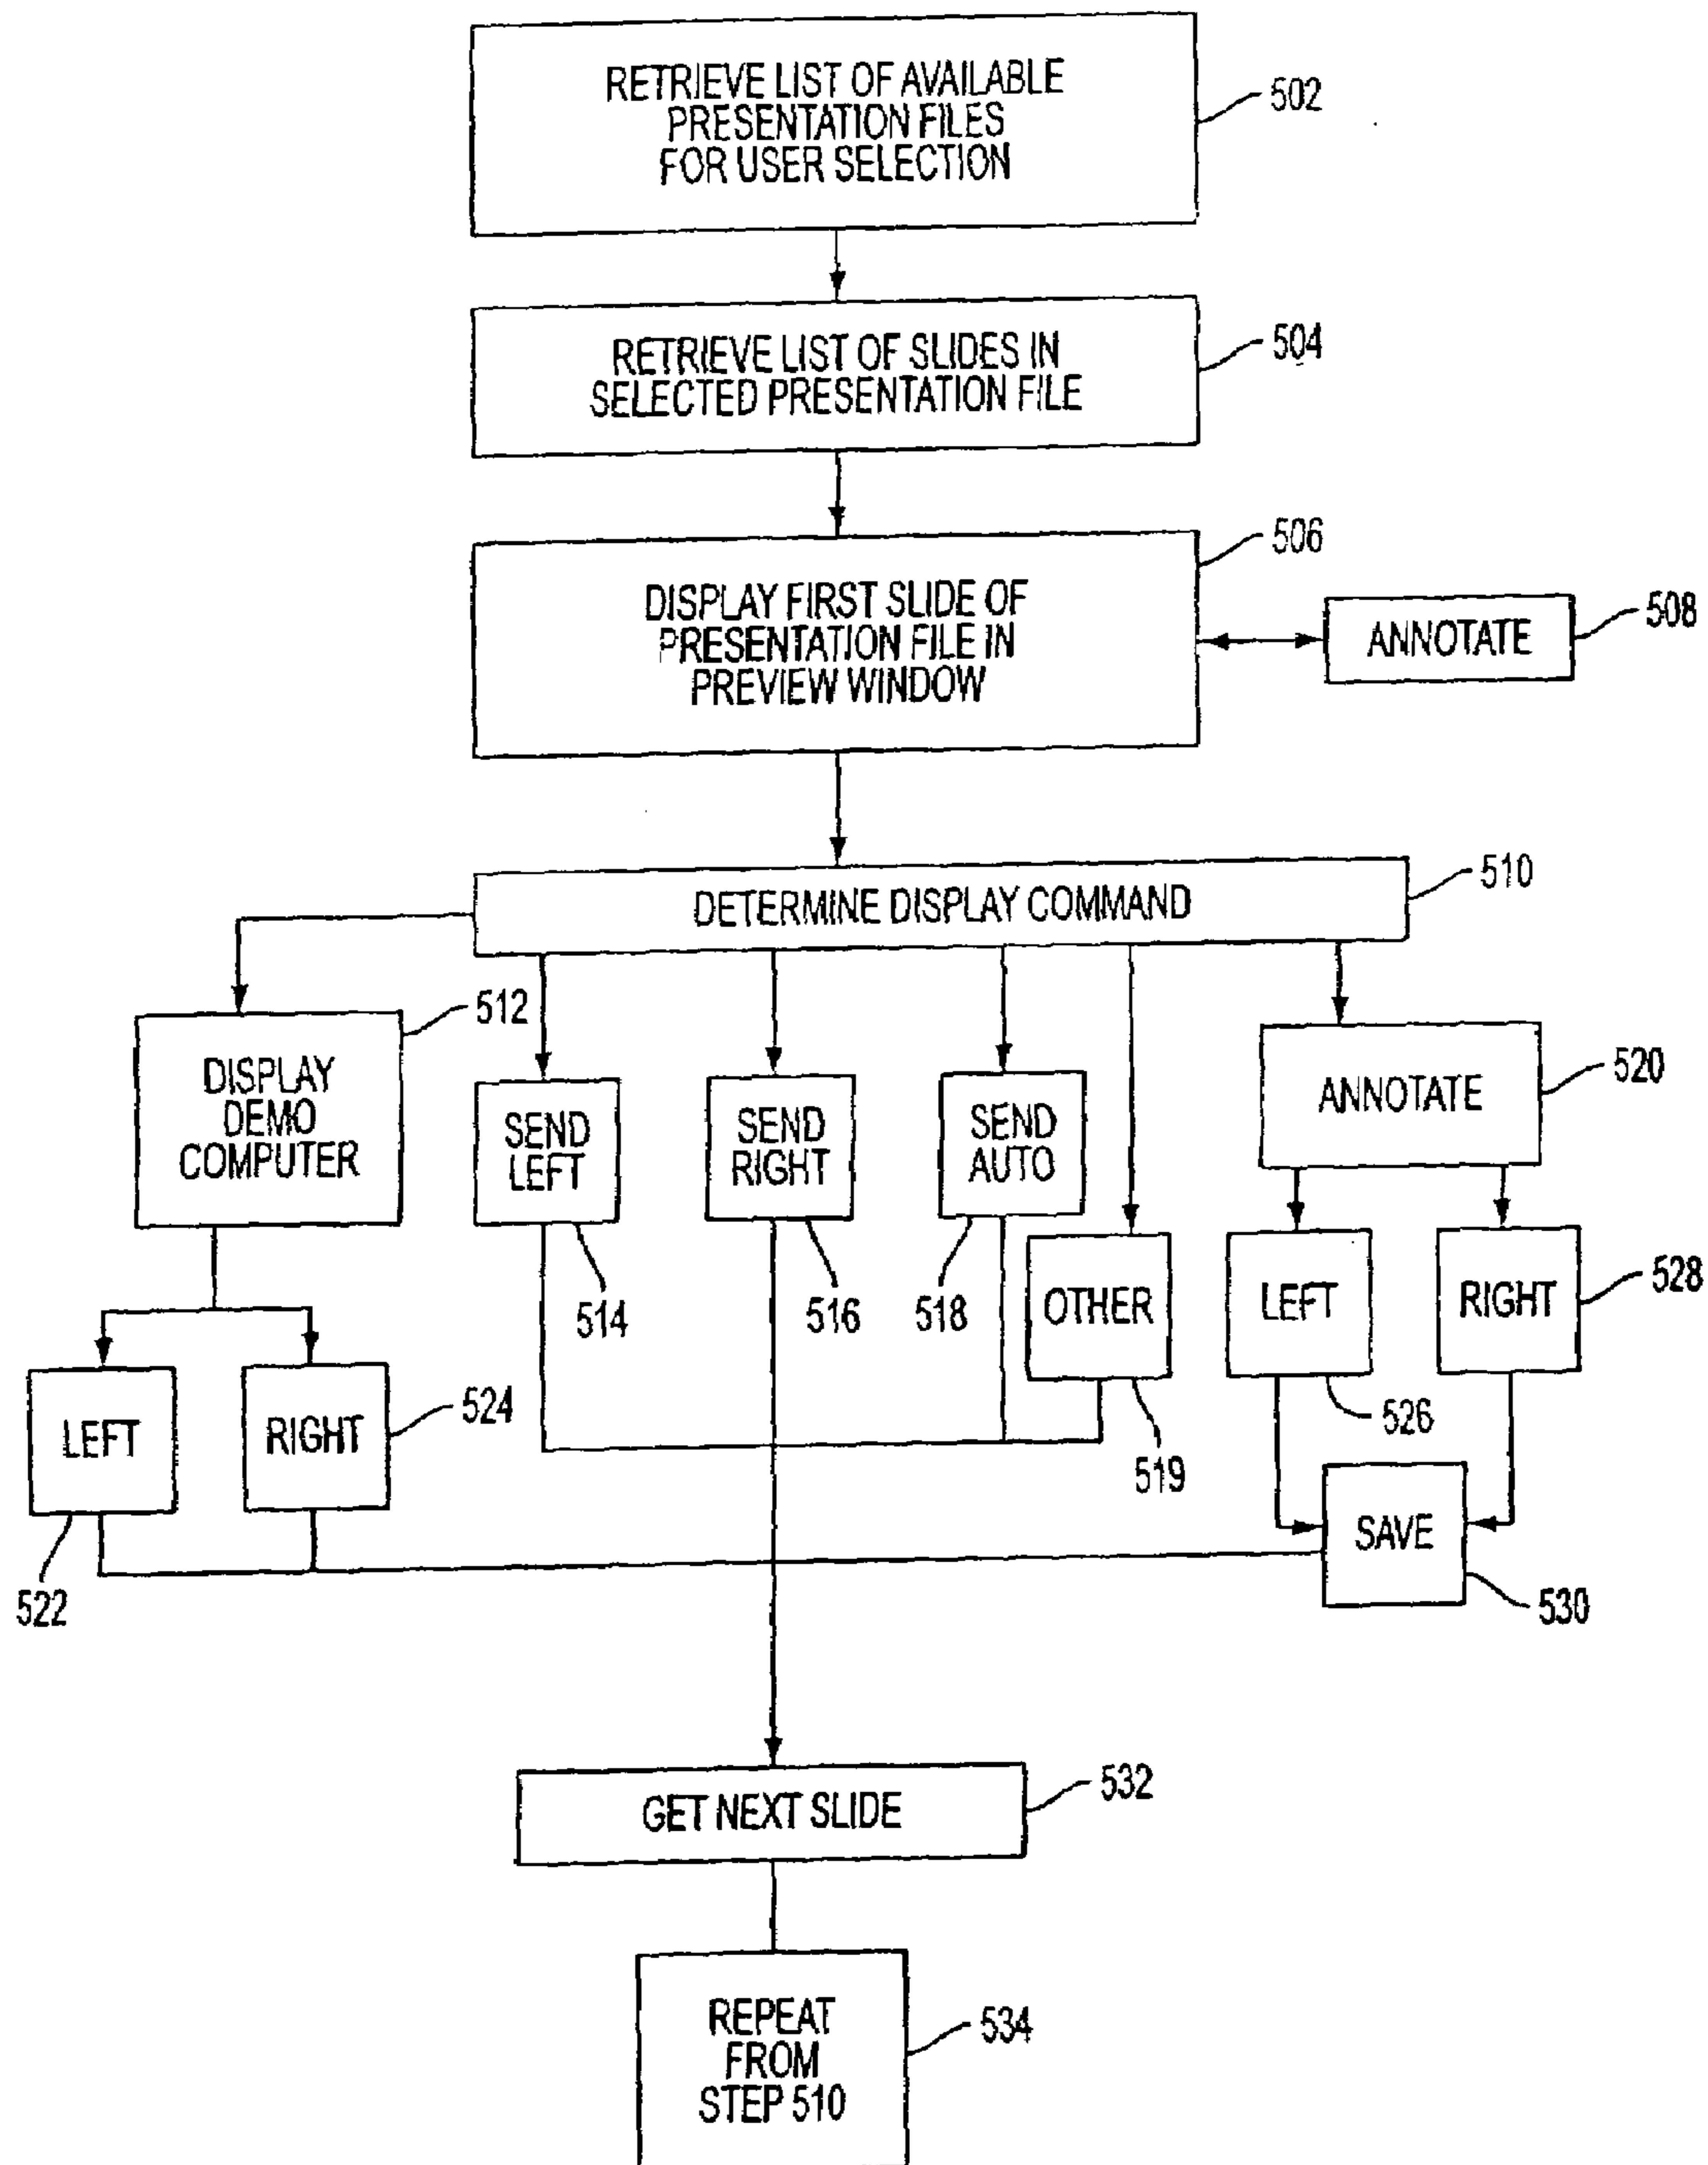 RETRIEVE LIST OF AVAILABLE
PRESENTATION FILES
FOR USER SELECTION
502
RETRIEVE LIST OF SLIDES IN
SELECTED PRESENTATION FILE
504
506
DISPLAY FIRST SLIDE OF
PRESENTATION FILE IN
PREVIEW WINDOW
508
ANNOTATE
510
DETERMINE DISPLAY COMMAND
512
DISPLAY
DEMO
COMPUTER
SEND
LEFT
514
SEND
RIGHT
516
SEND
AUTO
518
OTHER
519
ANNOTATE
520
LEFT
526
RIGHT
528
LEFT
522
RIGHT
524
SAVE
530
GET NEXT SLIDE
532
REPEAT
FROM
STEP 510
534